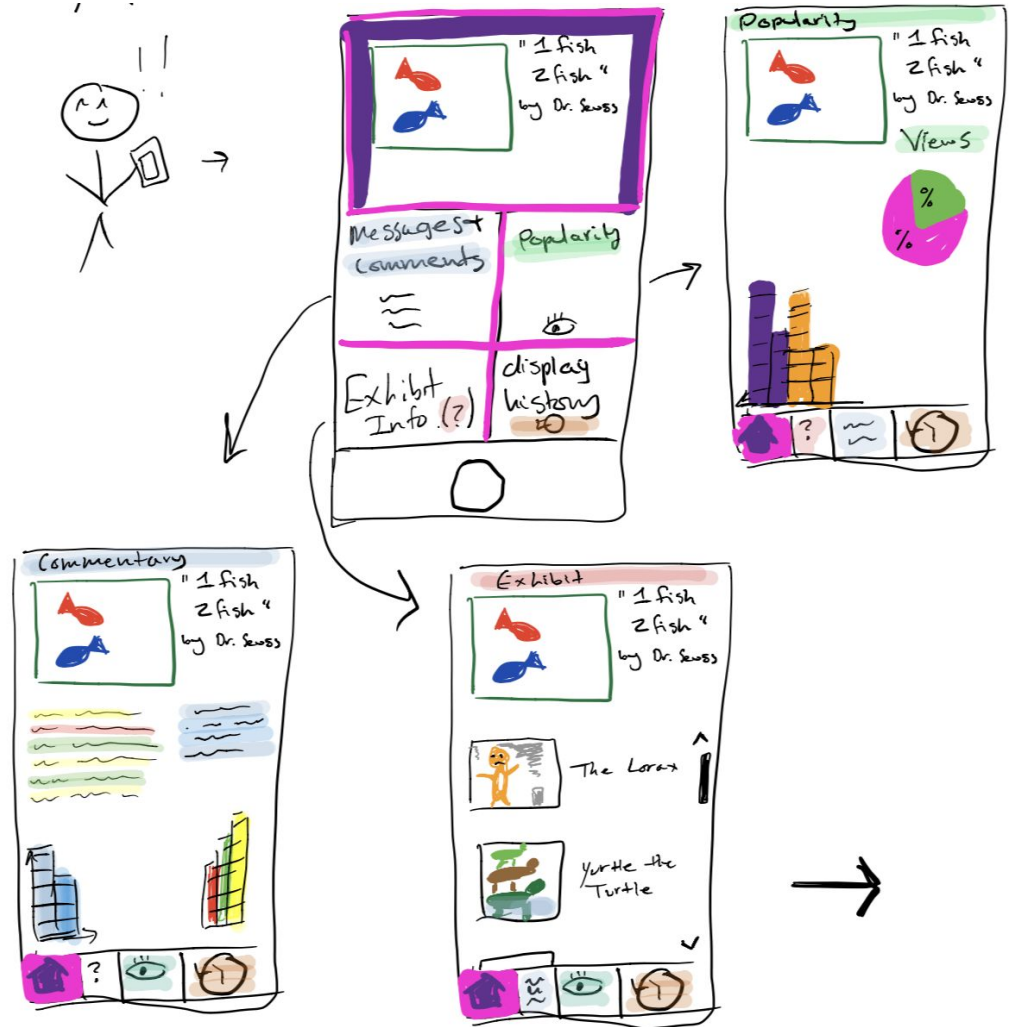 !!
"1 fish
2 fish"
by Dr. Seuss
Messages +
Comments
Popularity
Exhibit
Info. (?)
display
history
Popularity
"1 fish
2 fish"
by Dr. Seuss
Views
%
%
?
Commentary
"1 fish
2 fish"
by Dr. Seuss
?
Exhibit
"1 fish
2 fish"
by Dr. Seuss
The Lorax
Yurtle the
Turtle